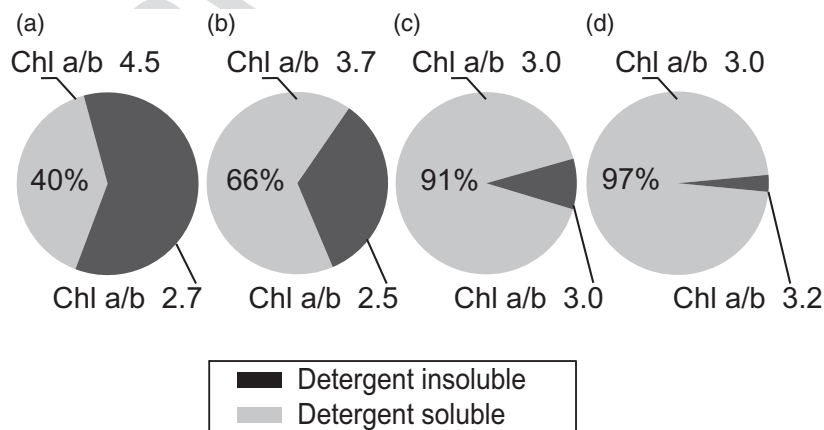 (a) (b) (c) (d)
Chl a/b 4.5 Chl a/b 3.7 Chl a/b 3.0 Chl a/b 3.0
40% 66% 91% 97%
Chl a/b 2.7 Chl a/b 2.5 Chl a/b 3.0 Chl a/b 3.2
Detergent insoluble
Detergent soluble